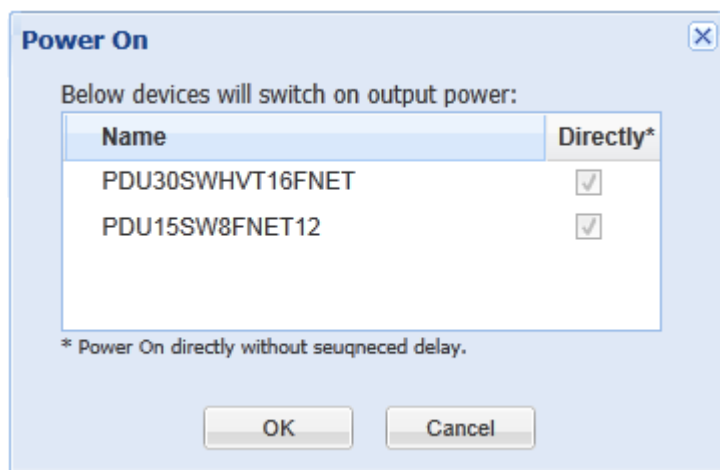 Power On
Below devices will switch on output power:
Name Directly*
PDU30SWHVT16FNET
PDU15SW8FNET12
* Power On directly without seuqneced delay.
OK Cancel